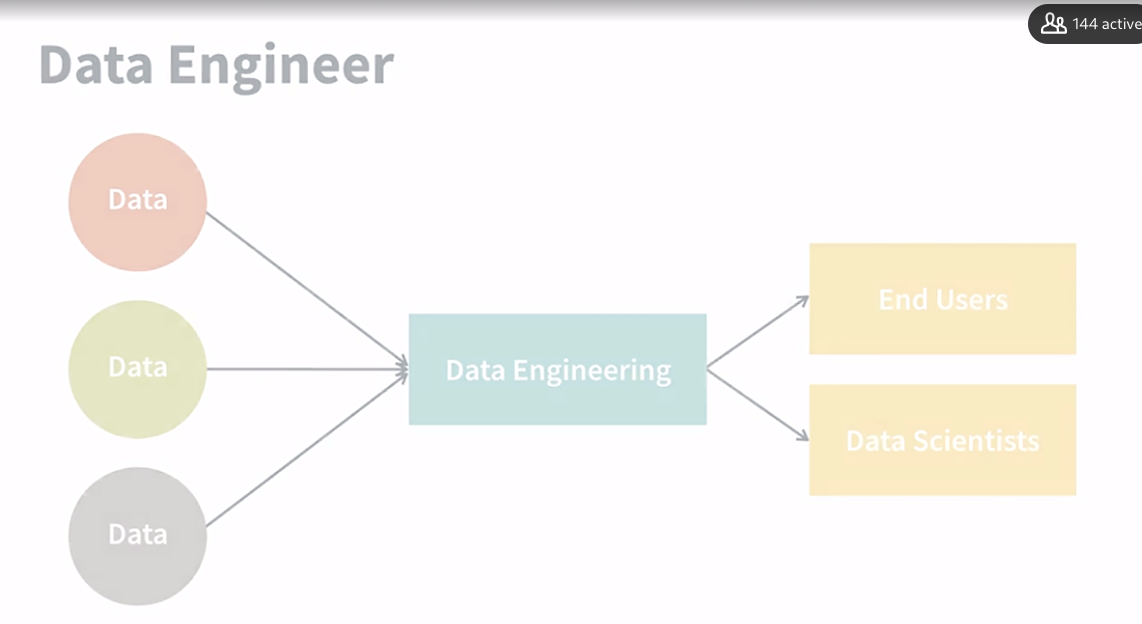 144 active
Data Engineer
Data
Data
Data
Data Engineering
End Users
Data Scientists